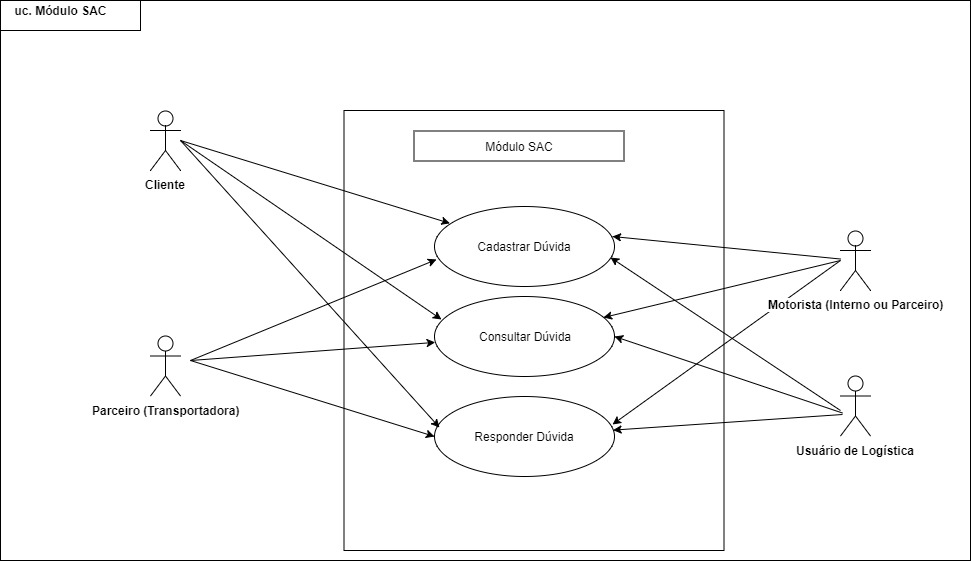 uc. Módulo SAC
Módulo SAC
Cliente
Cadastrar Dúvida
Motorista (Interno ou Parceiro)
Consultar Dúvida
Parceiro (Transportadora)
Responder Dúvida
Usuário de Logística